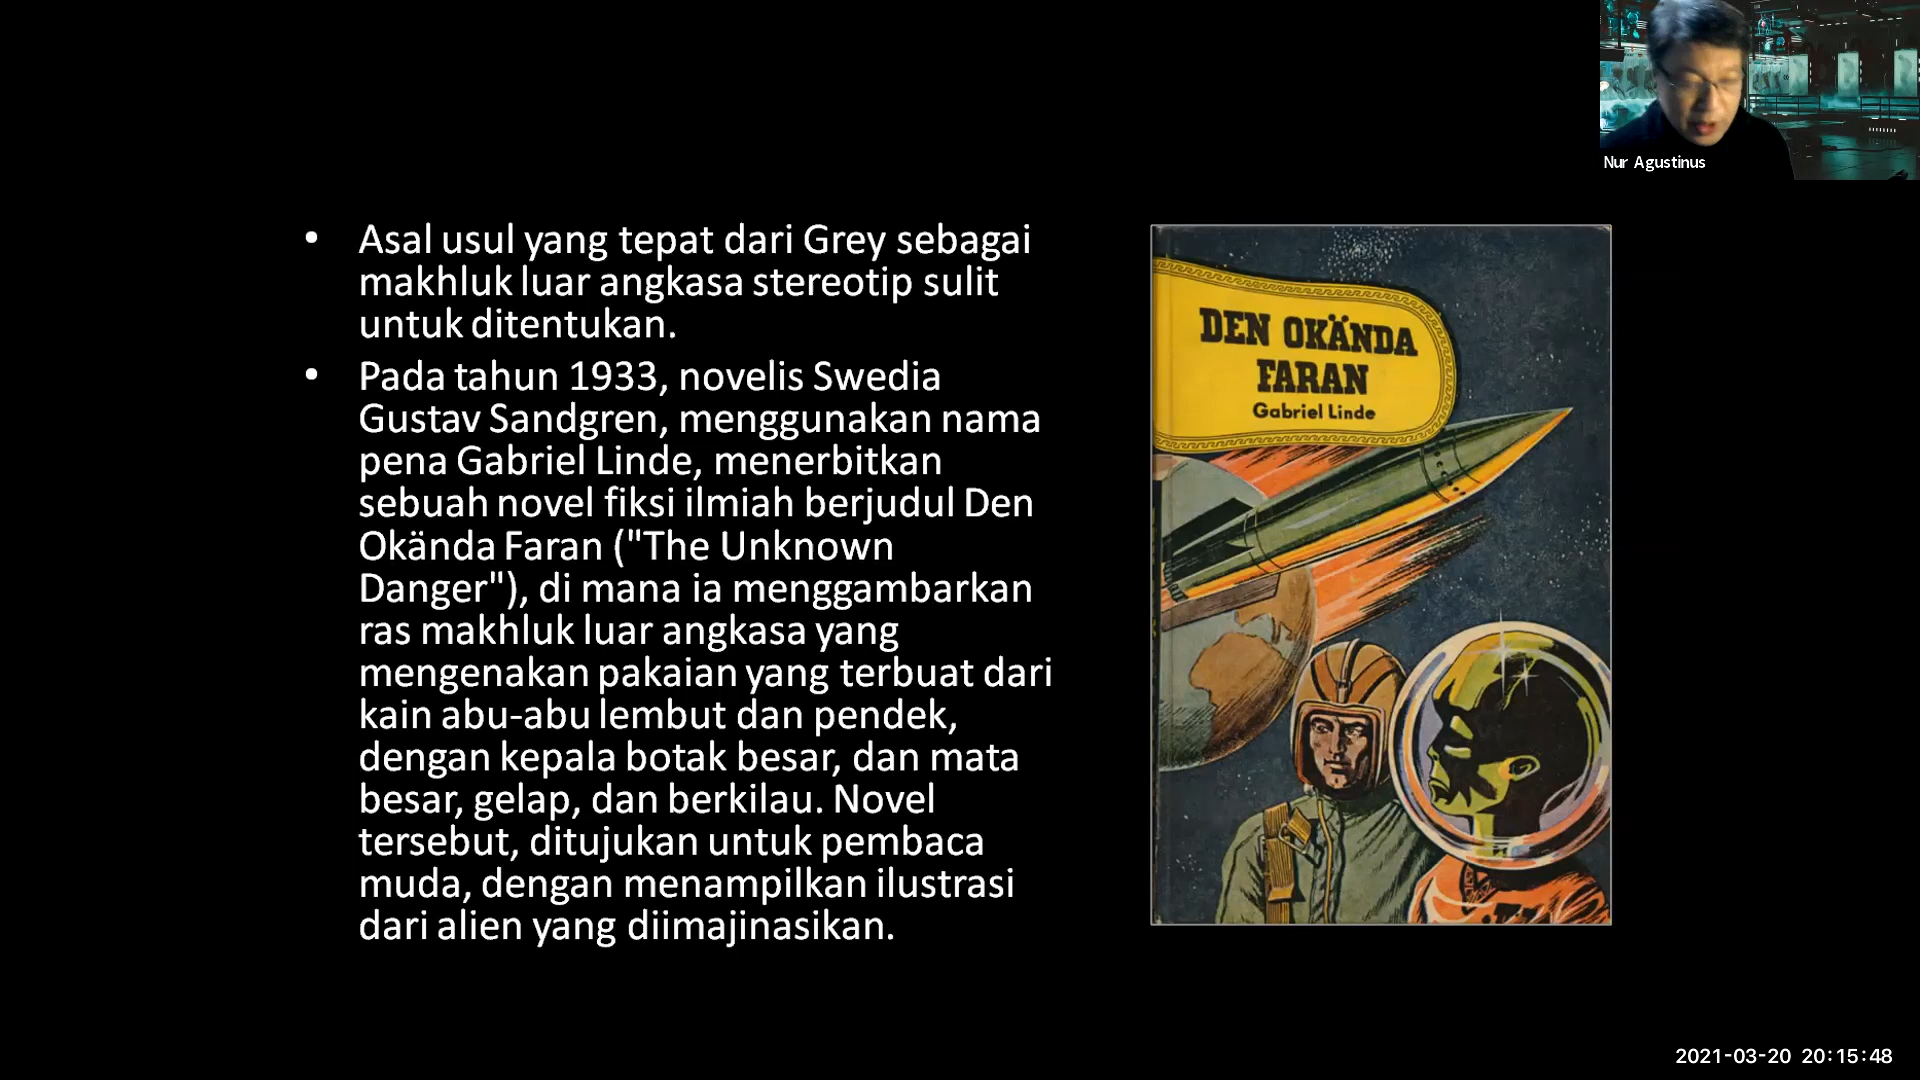 Nur Agustinus
• Asal usul yang tepat dari Grey sebagai
makhluk luar angkasa stereotip sulit
untuk ditentukan.
• Pada tahun 1933, novelis Swedia
Gustav Sandgren, menggunakan nama
pena Gabriel Linde, menerbitkan
sebuah novel fiksi ilmiah berjudul Den
Okända Faran ("The Unknown
Danger"), di mana ia menggambarkan
ras makhluk luar angkasa yang
mengenakan pakaian yang terbuat dari
kain abu-abu lembut dan pendek,
dengan kepala botak besar, dan mata
besar, gelap, dan berkilau. Novel
tersebut, ditujukan untuk pembaca
muda, dengan menampilkan ilustrasi
dari alien yang diimajinasikan.
DEN OKÄNDA
FARAN
Gabriel Linde
2021-03-20 20:15:48